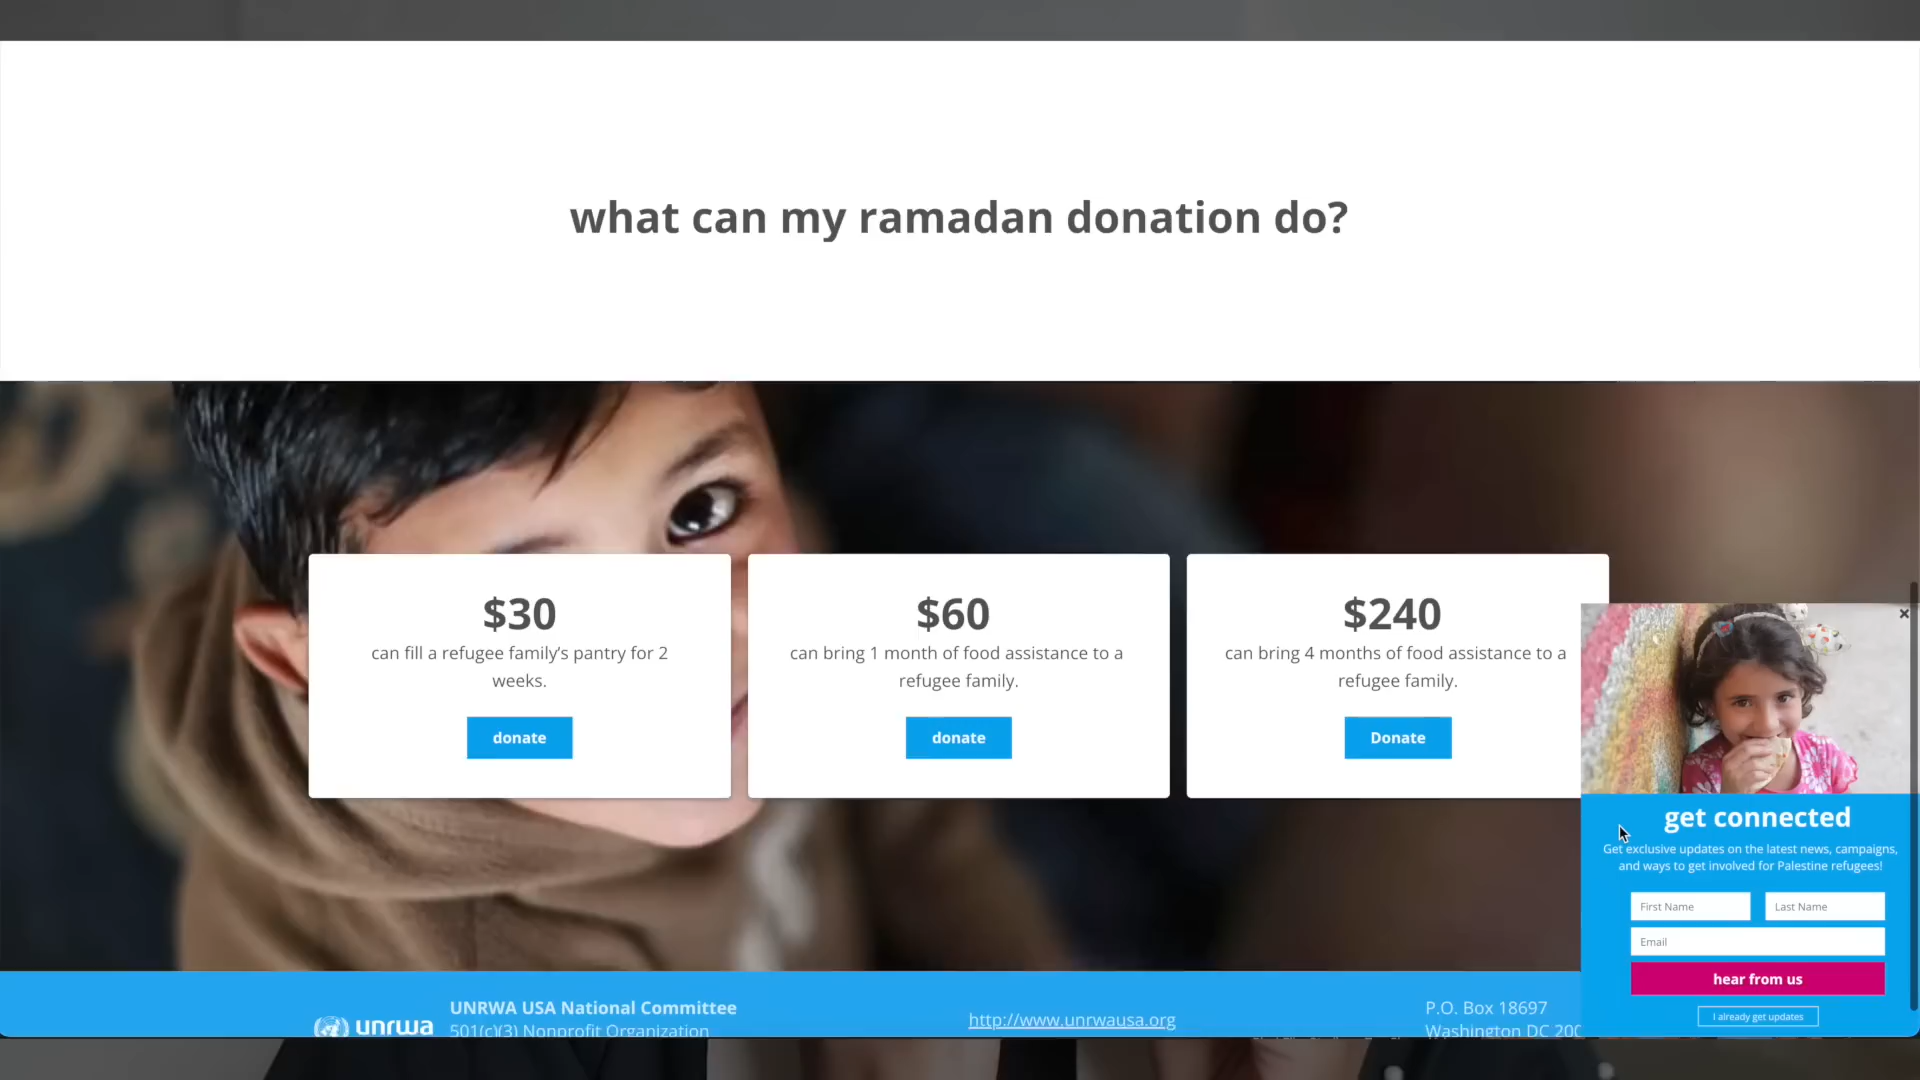 what can my ramadan donation do?
$30
can fill a refugee family’s pantry for 2
weeks.
donate
$60
can bring 1 month of food assistance to a
refugee family.
donate
$240
can bring 4 months of food assistance to a
refugee family.
Donate
get connected
Get exclusive updates on the latest news, campaigns,
and ways to get involved for Palestine refugees!
First Name
Last Name
Email
hear from us
I already get updates
unrwa
UNRWA USA National Committee
501(c)(3) Nonprofit Organization
http://www.unrwausa.org
P.O. Box 18697
Washington DC 200